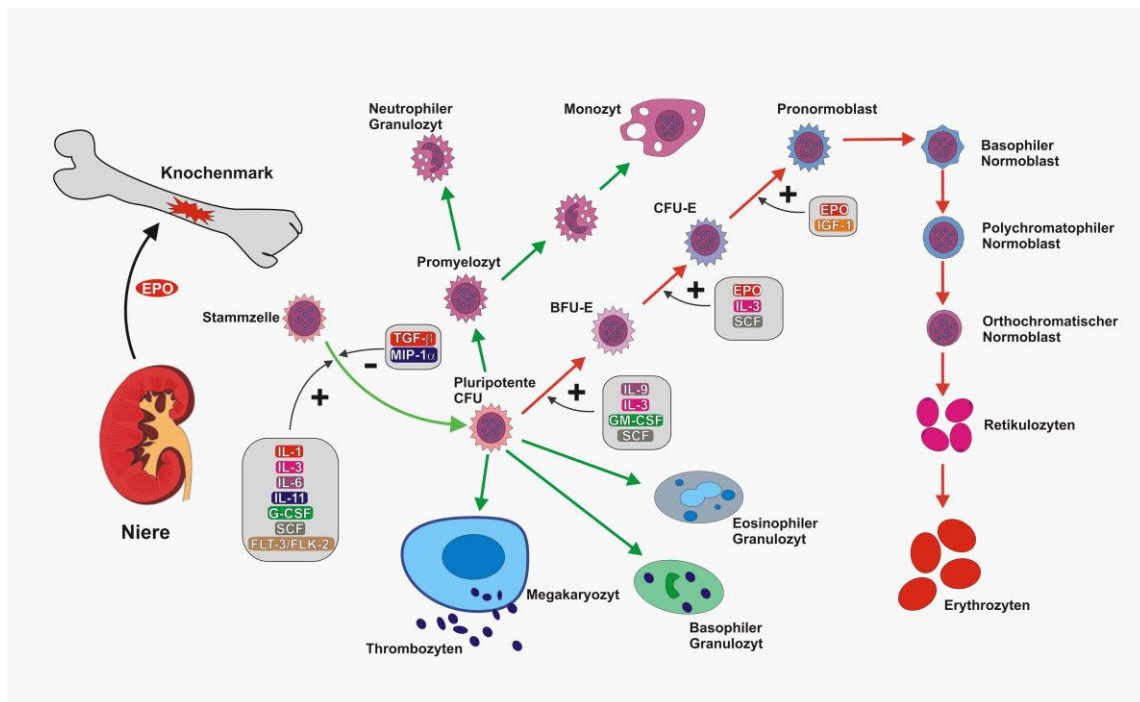 Neutrophiler
Granulozyt
Monozyt
Pronormoblast
Basophiler
Normoblast
Knochenmark
CFU-E
+
EPO
IGF-1
Polychromatophiler
Normoblast
Promyelozyt
EPO
Stammzelle
BFU-E
+
EPO
IL-3
SCF
Orthochromatischer
Normoblast
TGF-β
MIP-1α
-
+
Pluripotente
CFU
+
IL-9
IL-3
GM-CSF
SCF
Retikulozyten
IL-1
IL-3
IL-6
IL-11
G-CSF
SCF
FLT-3/FLK-2
Niere
Eosinophiler
Granulozyt
Megakaryozyt
Thrombozyten
Basophiler
Granulozyt
Erythrozyten